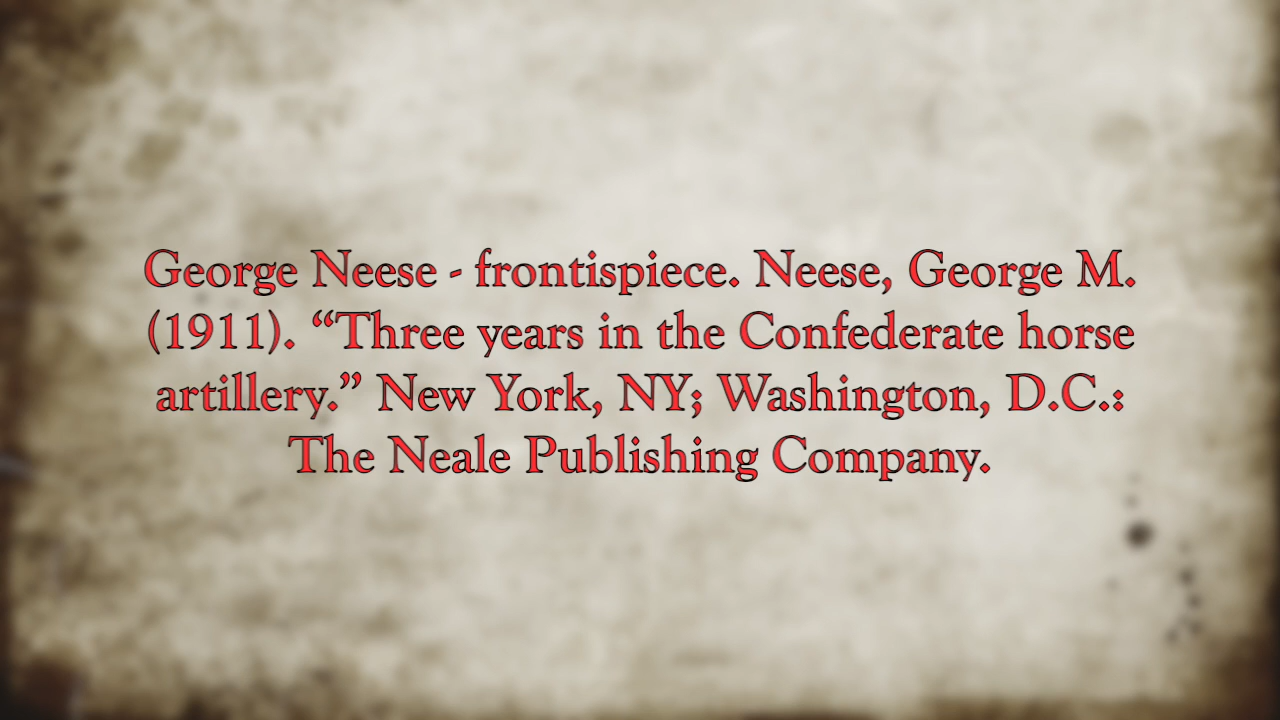 George Neese - frontispiece. Neese, George M.
(1911). “Three years in the Confederate horse
artillery.” New York, NY; Washington, D.C.:
The Neale Publishing Company.